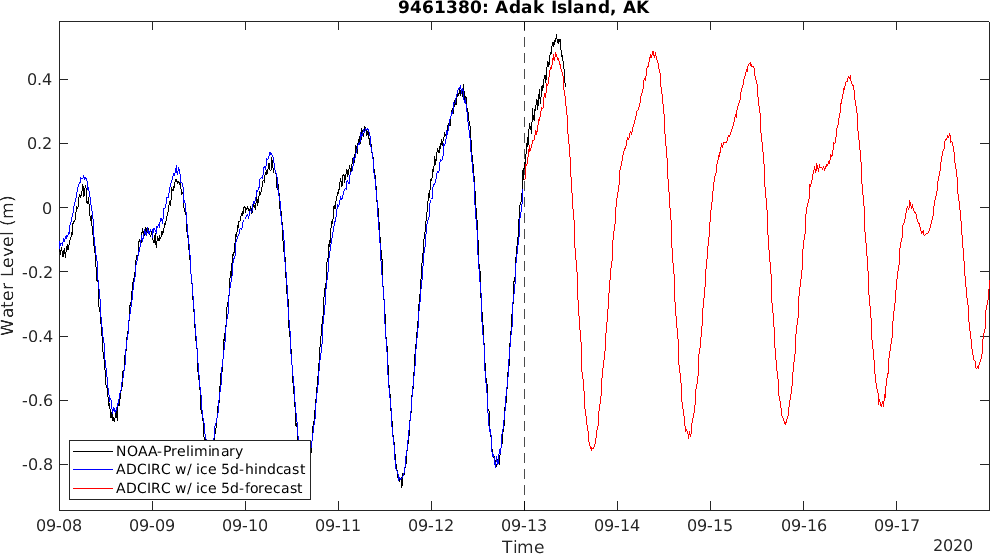 9461380: Adak Island, AK
Water Level (m)
0.4
0.2
0
-0.2
-0.4
-0.6
-0.8
NOAA-Preliminary
ADCIRC w/ ice 5d-hindcast
ADCIRC w/ ice 5d-forecast
09-08 09-09 09-10 09-11 09-12 09-13 09-14 09-15 09-16 09-17
Time
2020